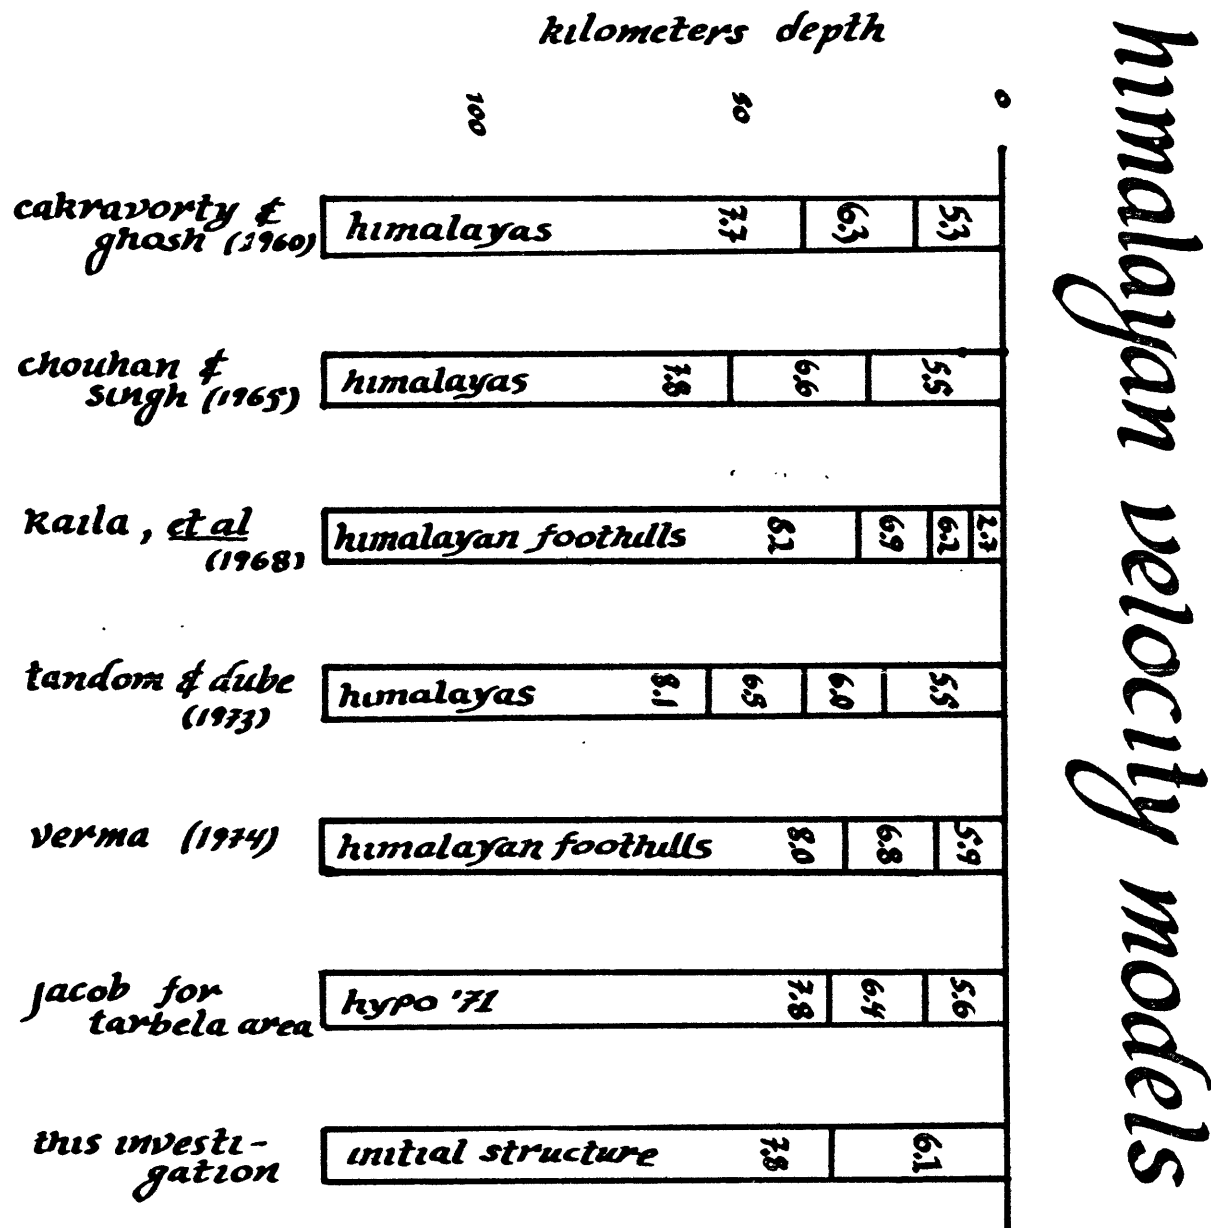 kilometers depth
100 50 0
himalayan velocity models
cakravorty &
ghosh (1960)
himalayas 7.7 6.3 5.3
chouhan &
singh (1965)
himalayas 7.8 6.6 5.5
Kaila, et al
(1968)
himalayan foothills 8.2 6.9 6.2 2.7
tandom & dube
(1973)
himalayas 8.1 6.5 6.0 5.5
verma (1974)
himalayan foothills 8.0 6.8 5.9
jacob for
tarbela area
hypo '71 7.8 6.4 5.6
this investi-
gation
initial structure 7.8 6.1